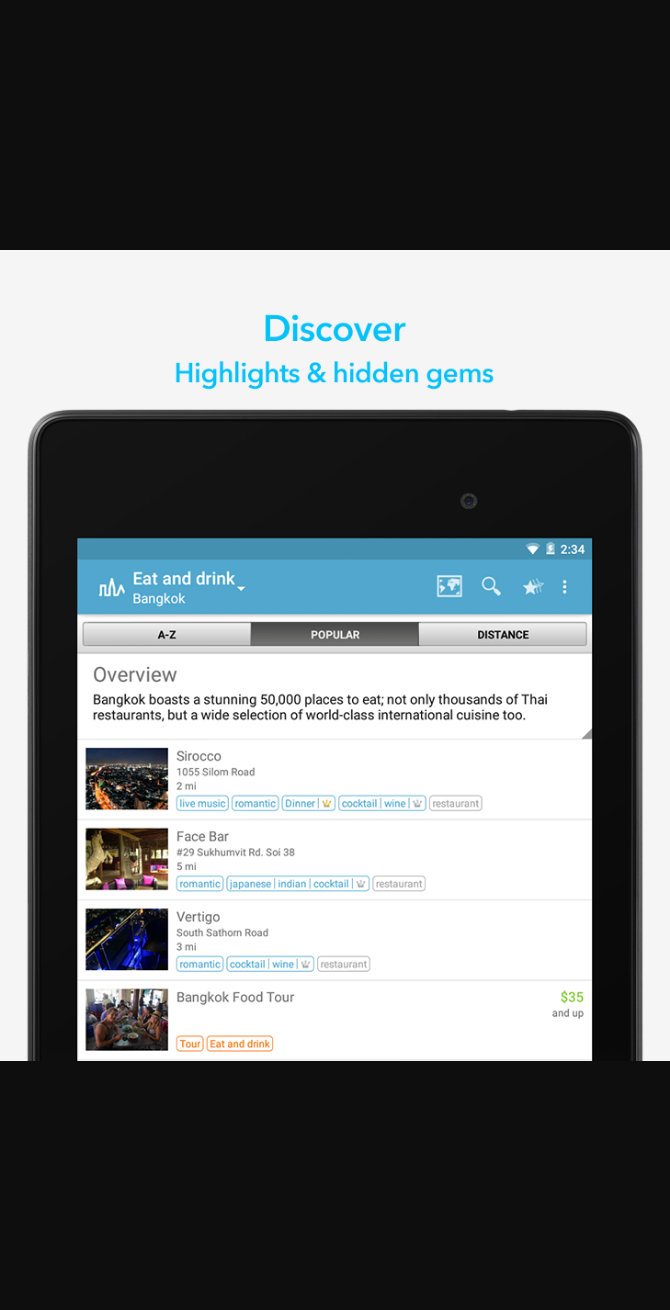 Discover
Highlights & hidden gems
2:34
Eat and drink
Bangkok
A-Z POPULAR DISTANCE
Overview
Bangkok boasts a stunning 50,000 places to eat; not only thousands of Thai
restaurants, but a wide selection of world-class international cuisine too.
Sirocco
1055 Silom Road
2 mi
live music romantic Dinner | cocktail | wine | restaurant
Face Bar
#29 Sukhumvit Rd. Soi 38
5 mi
romantic japanese | indian | cocktail | restaurant
Vertigo
South Sathorn Road
3 mi
romantic cocktail | wine | restaurant
Bangkok Food Tour $35
and up
Tour Eat and drink